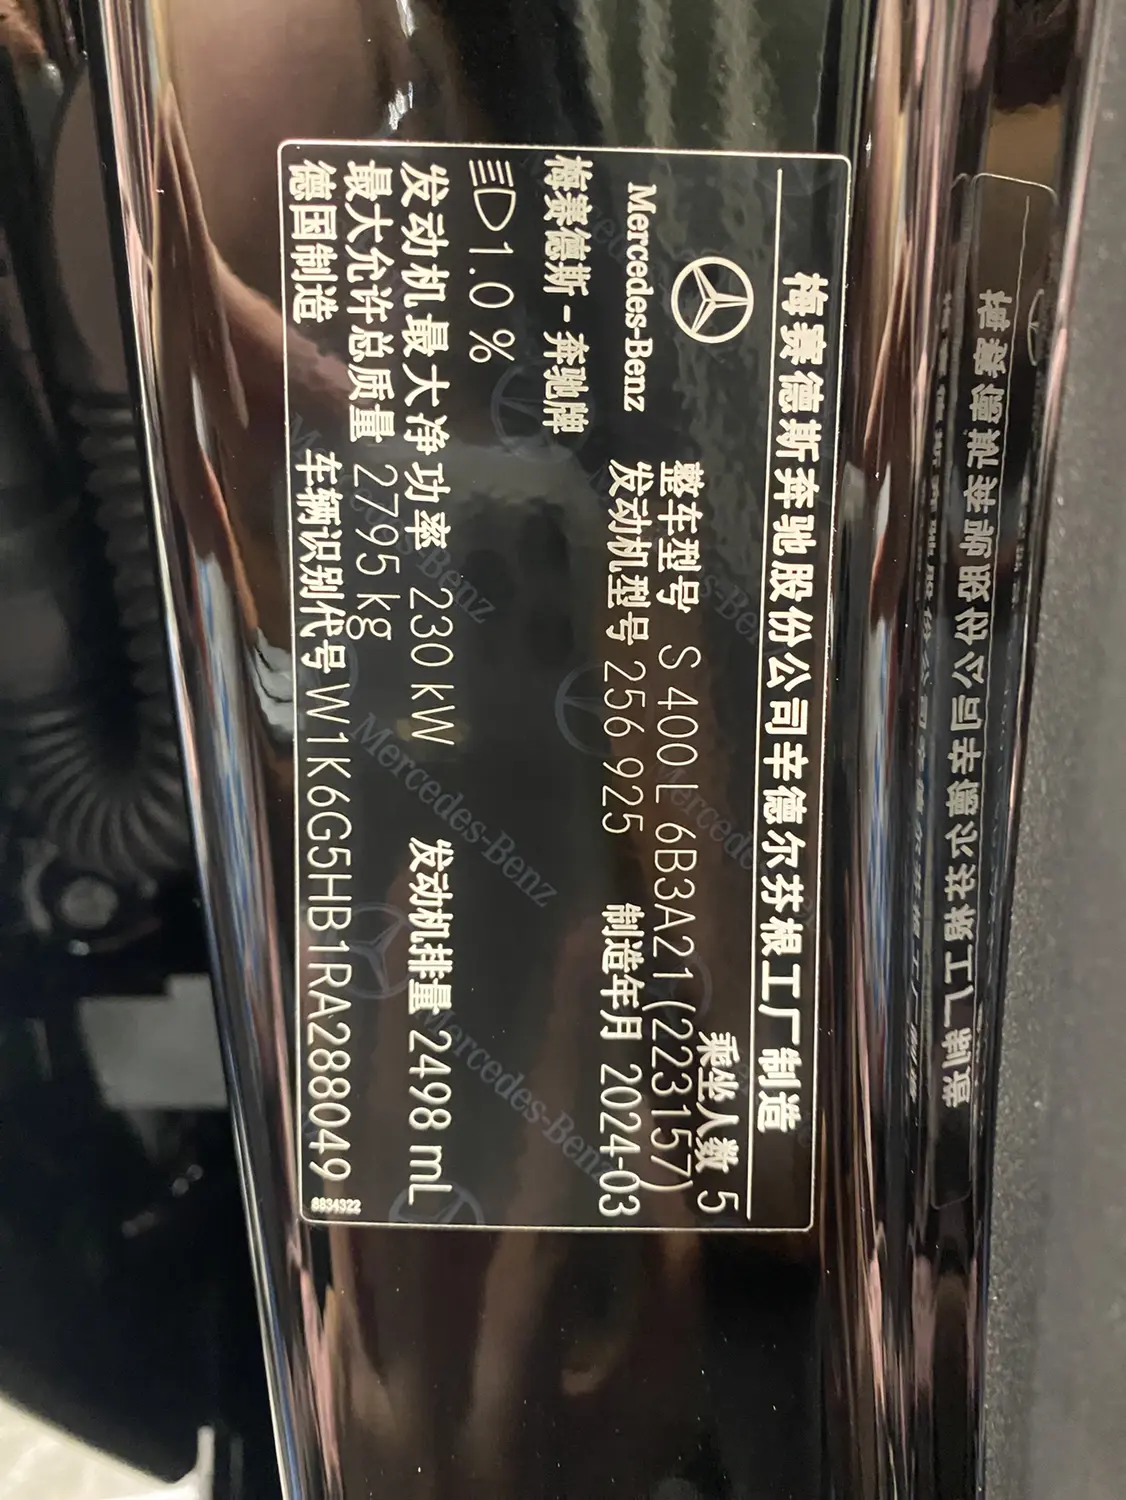 梅赛德斯奔驰股份公司辛德尔芬根工厂制造
Mercedes-Benz
乘坐人数 5
整车型号 S 400 L 6B3A21 (223157)
梅赛德斯-奔驰牌
发动机型号 256 925 制造年月 2024-03
1.0 %
发动机最大净功率 230 kW 发动机排量 2498 mL
最大允许总质量 2795 kg
德国制造 车辆识别代号 W1K6G5HB1RA288049
8834322